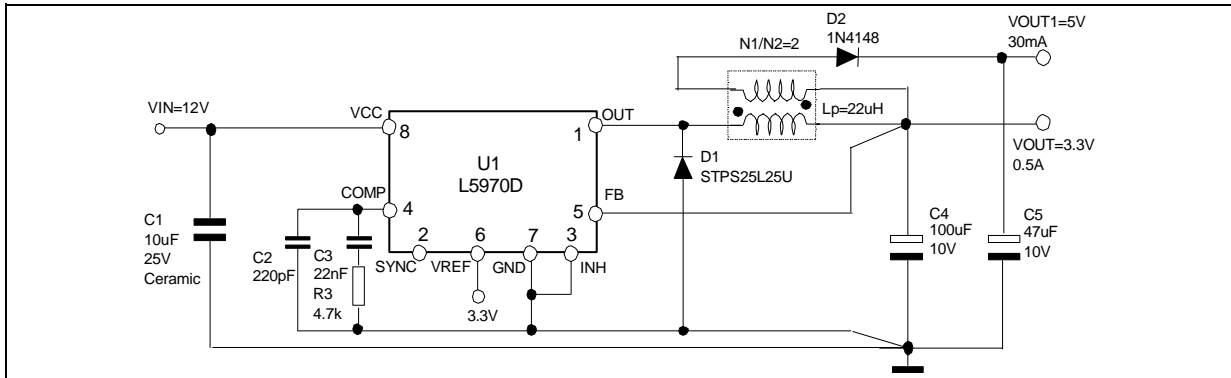 D2
1N4148
VOUT1=5V
30mA
N1/N2=2
VIN=12V
VCC
8
OUT
1
Lp=22uH
VOUT=3.3V
0.5A
U1
L5970D
D1
STPS25L25U
COMP
4
FB
5
C1
10uF
25V
Ceramic
C2
220pF
C3
22nF
R3
4.7k
SYNC
2
VREF
6
GND
7
3
INH
3.3V
C4
100uF
10V
C5
47uF
10V